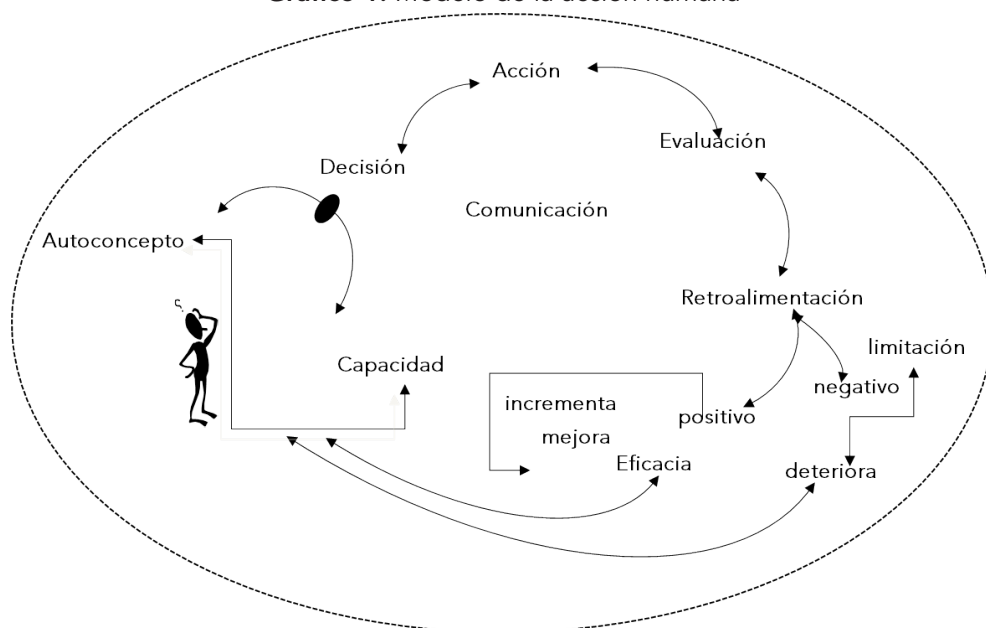 Acción
Evaluación
Decisión
Comunicación
Autoconcepto
Retroalimentación
limitación
Capacidad
negativo
incrementa
positivo
mejora
Eficacia
deteriora